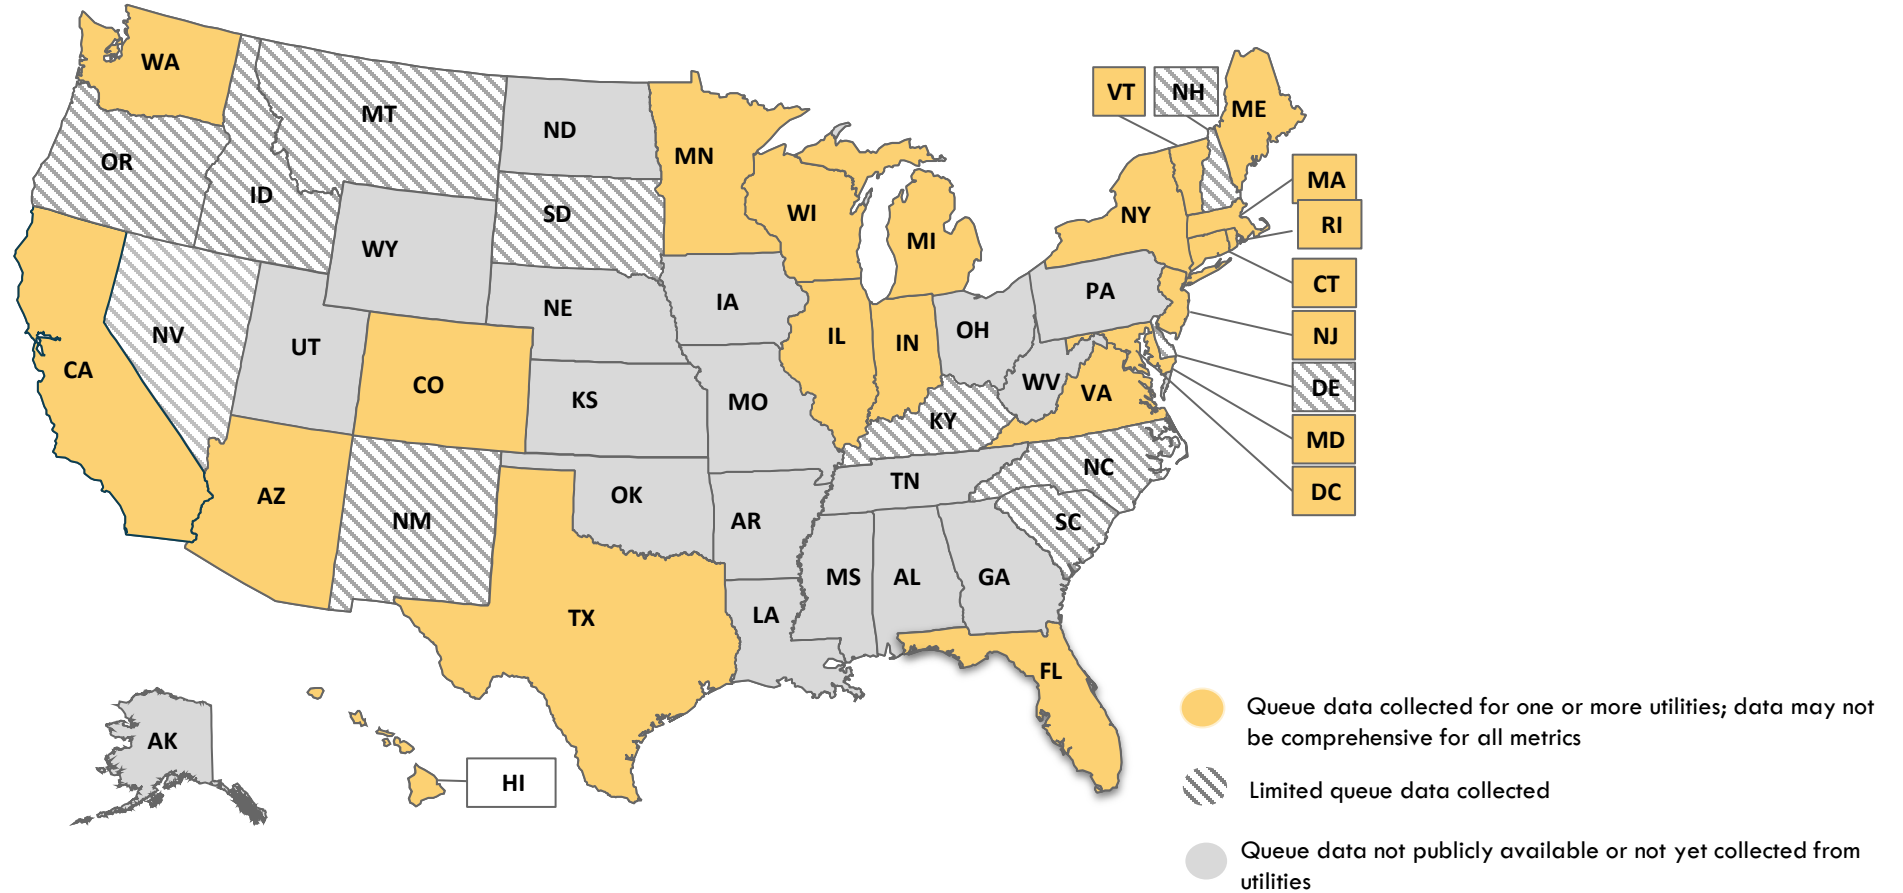 WA
MT
ND
MN
OR
ID
SD
WI
MI
WY
NY
VT
NH
ME
MA
RI
CT
NJ
DE
MD
DC
NE
IA
PA
NV
UT
CO
KS
MO
IL
IN
OH
WV
VA
KY
CA
AZ
NM
OK
AR
TN
NC
SC
MS
AL
GA
TX
LA
FL
AK
HI
Queue data collected for one or more utilities; data may not
be comprehensive for all metrics
Limited queue data collected
Queue data not publicly available or not yet collected from
utilities